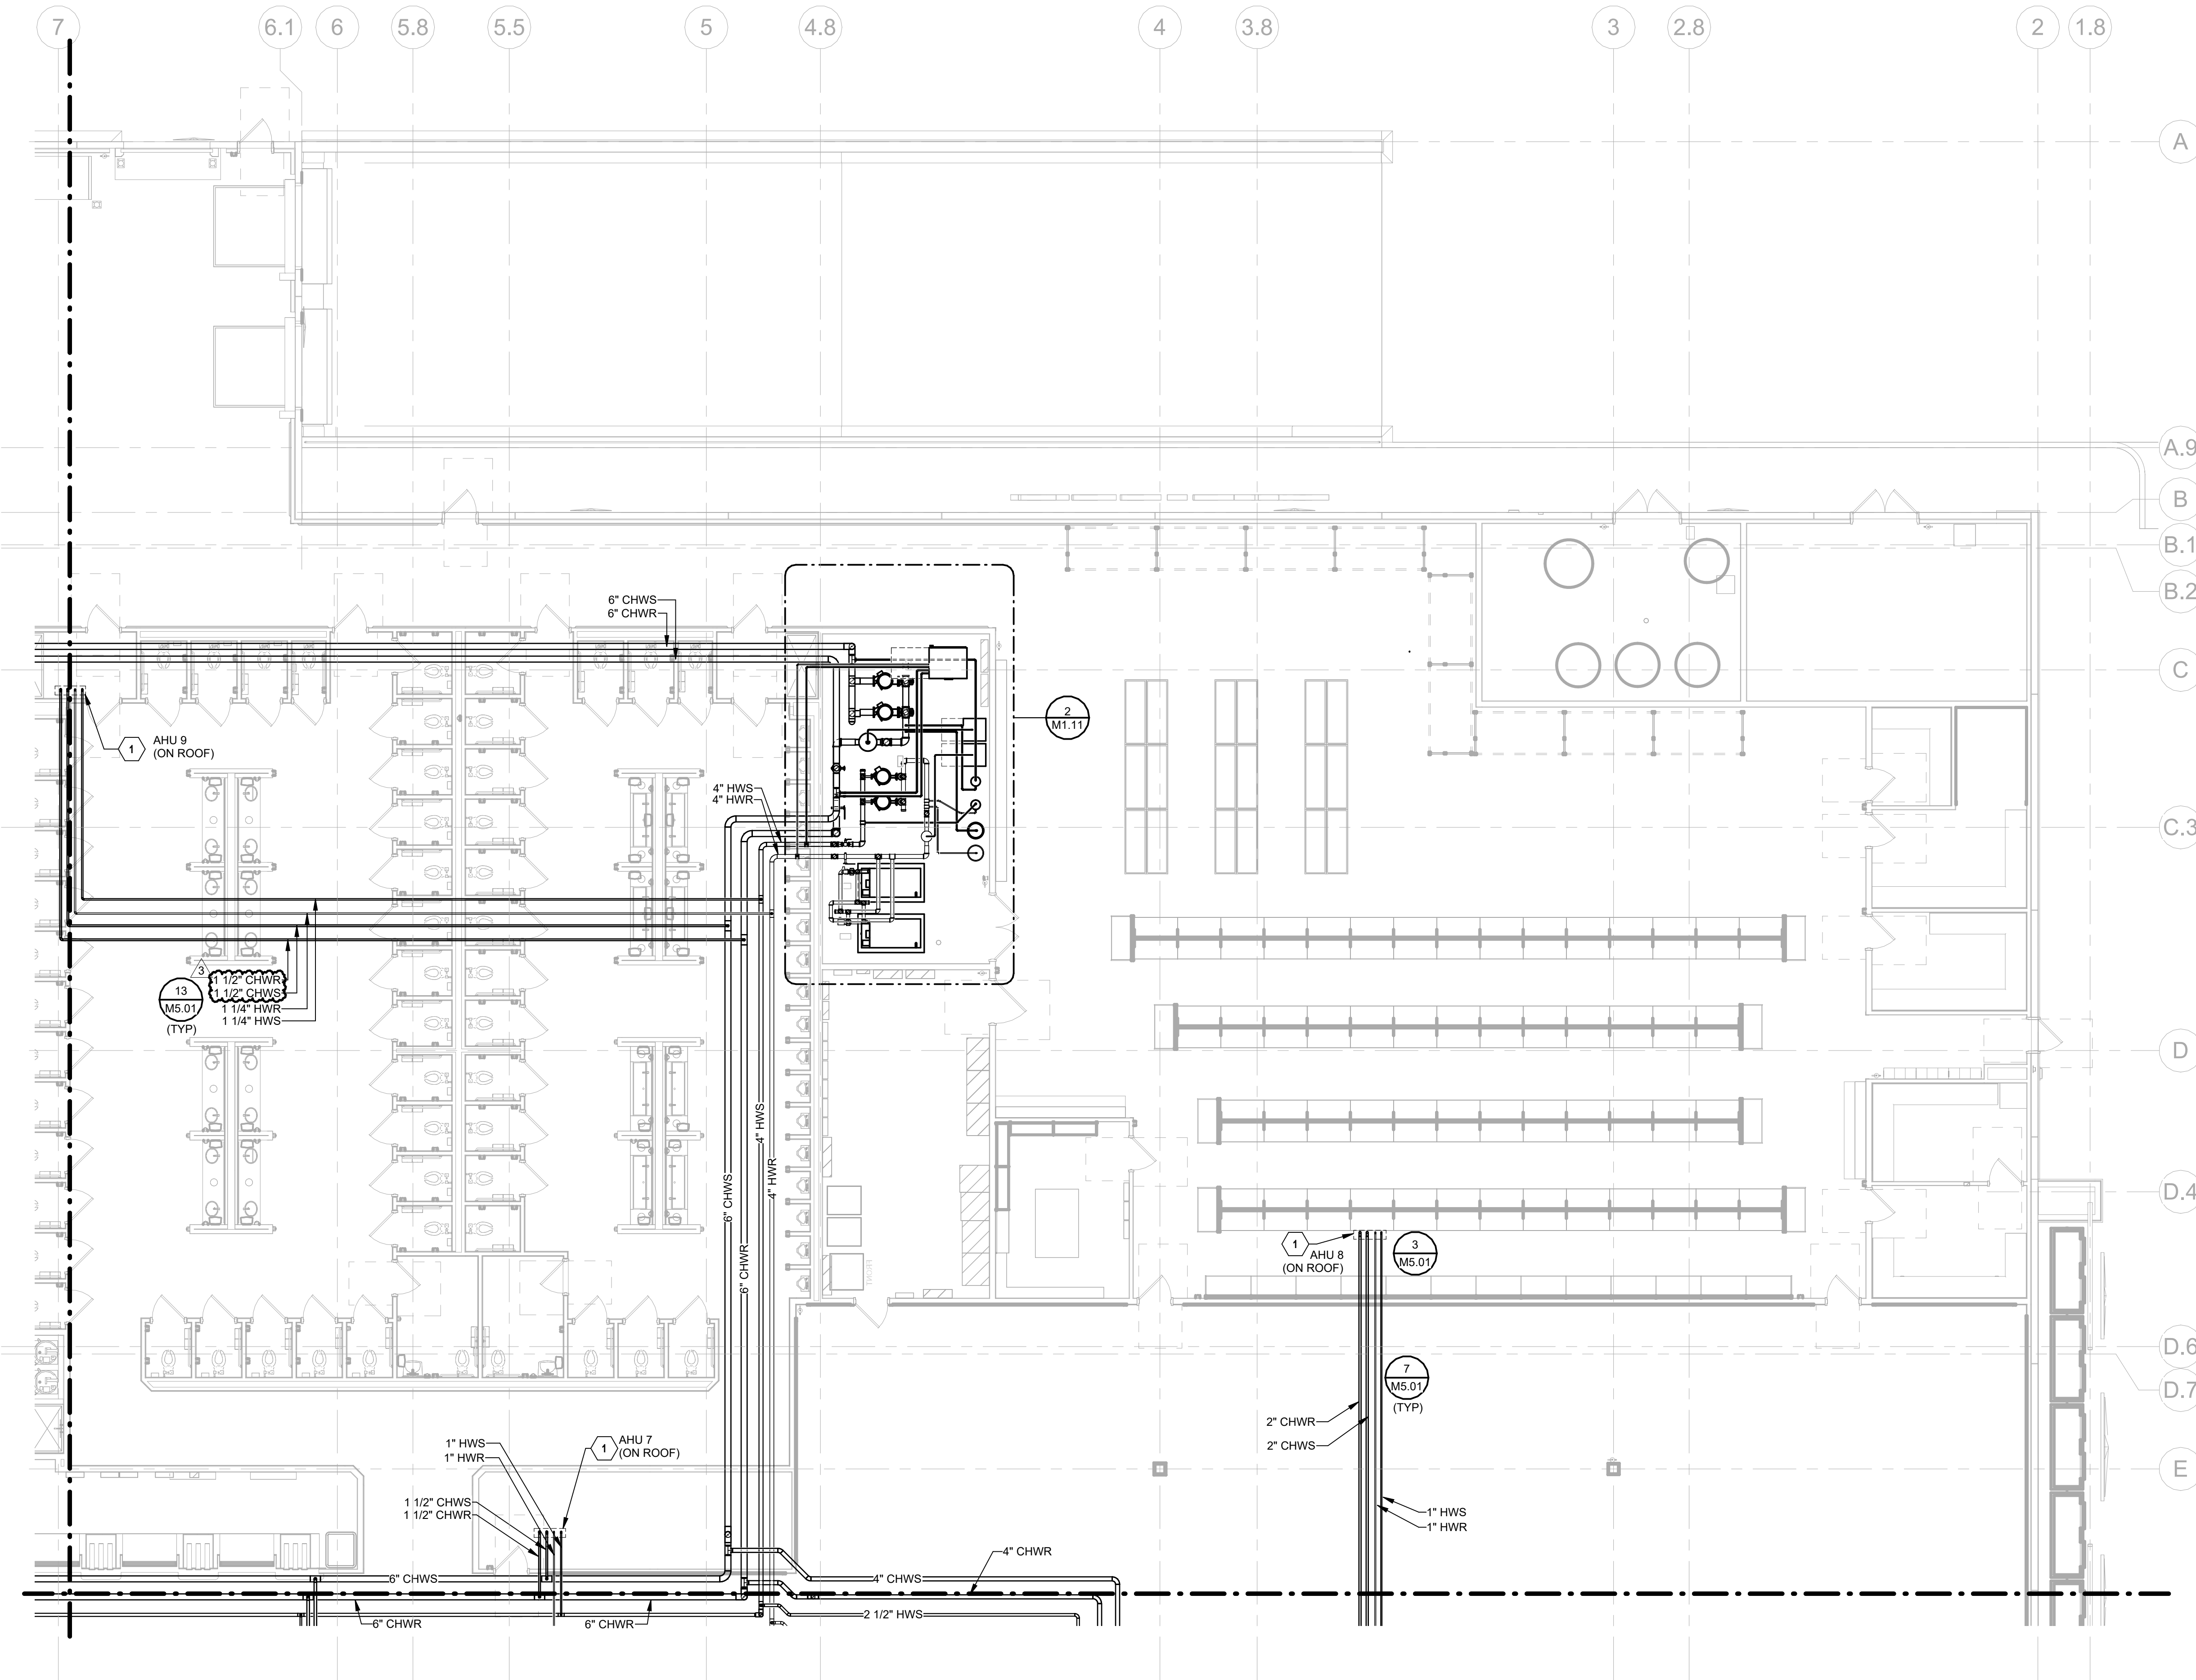 7
6.1
6
5.8
5.5
5
4.8
4
3.8
3
2.8
2
1.8
A
A.9
B
B.1
B.2
C
C.3
D
D.4
D.6
D.7
E
6" CHWS
6" CHWR
2
M1.11
1
AHU 9
(ON ROOF)
4" HWS
4" HWR
3
1 1/2" CHWR
1 1/2" CHWS
1 1/4" HWR
1 1/4" HWS
13
M5.01
(TYP)
4" HWS
4" HWR
6" CHWS
6" CHWR
1
AHU 8
(ON ROOF)
3
M5.01
7
M5.01
(TYP)
2" CHWR
2" CHWS
1" HWS
1" HWR
1" HWS
1" HWR
1
AHU 7
(ON ROOF)
1 1/2" CHWS
1 1/2" CHWR
4" CHWR
6" CHWS
4" CHWS
2 1/2" HWS
6" CHWR
6" CHWR